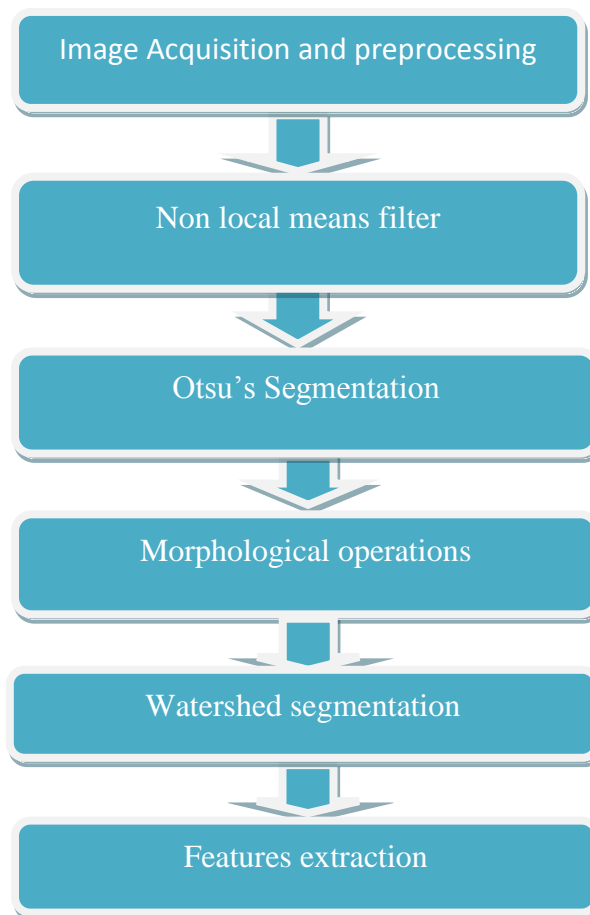 Image Acquisition and preprocessing
Non local means filter
Otsu’s Segmentation
Morphological operations
Watershed segmentation
Features extraction